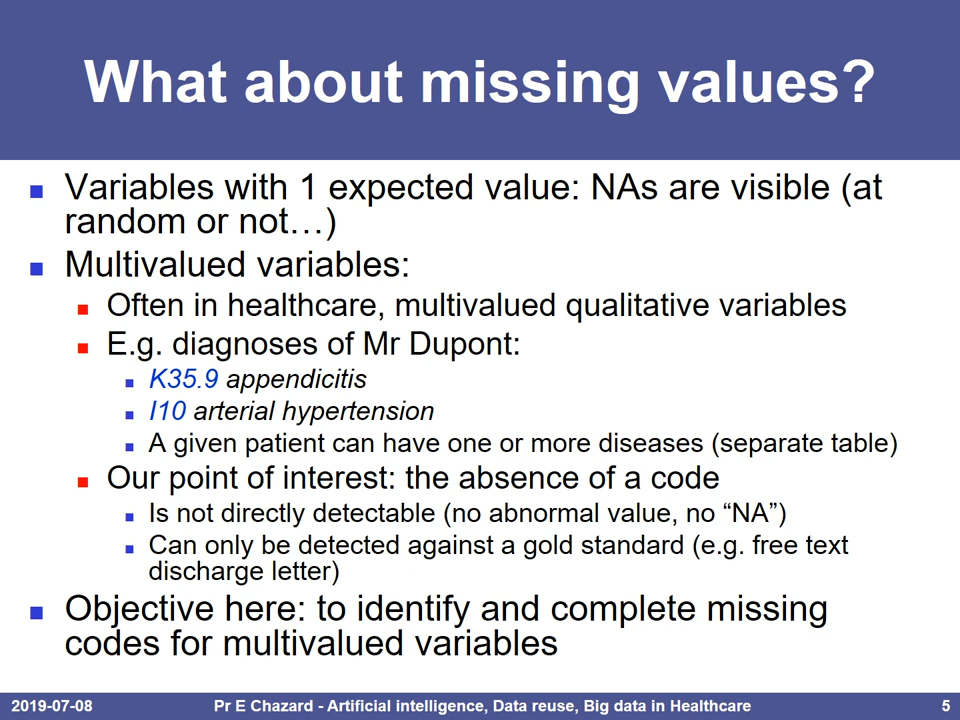 What about missing values?
Variables with 1 expected value: NAs are visible (at
random or not…)
Multivalued variables:
Often in healthcare, multivalued qualitative variables
E.g. diagnoses of Mr Dupont:
K35.9 appendicitis
I10 arterial hypertension
A given patient can have one or more diseases (separate table)
Our point of interest: the absence of a code
Is not directly detectable (no abnormal value, no “NA”)
Can only be detected against a gold standard (e.g. free text
discharge letter)
Objective here: to identify and complete missing
codes for multivalued variables
2019-07-08 Pr E Chazard - Artificial intelligence, Data reuse, Big data in Healthcare 5